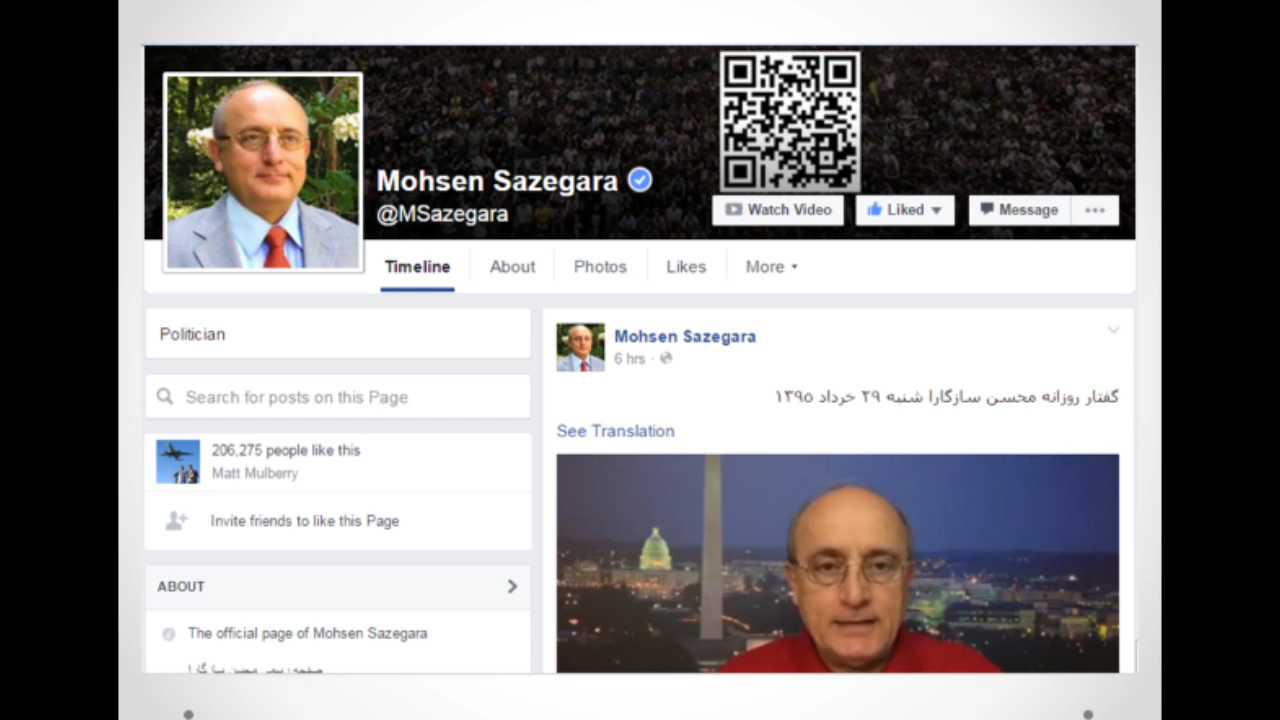 Mohsen Sazegara
@MSazegara
Watch Video
Liked
Message
Timeline
About
Photos
Likes
More
Politician
Search for posts on this Page
206,275 people like this
Matt Mulberry
Invite friends to like this Page
ABOUT
The official page of Mohsen Sazegara
Mohsen Sazegara
6 hrs
گفتار روزانه محسن سازگارا شنبه ۲۹ خرداد ۱۳۹۵
See Translation